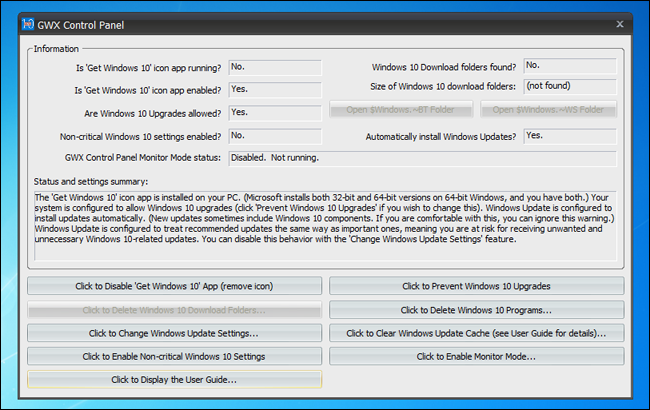 GWX Control Panel
Information
Is 'Get Windows 10' icon app running? No.
Windows 10 Download folders found? No.
Is 'Get Windows 10' icon app enabled? Yes.
Size of Windows 10 download folders: (not found)
Are Windows 10 Upgrades allowed? Yes.
Open $Windows.~BT Folder
Open $Windows.~WS Folder
Non-critical Windows 10 settings enabled? No.
Automatically install Windows Updates? Yes.
GWX Control Panel Monitor Mode status: Disabled. Not running.
Status and settings summary:
The 'Get Windows 10' icon app is installed on your PC. (Microsoft installs both 32-bit and 64-bit versions on 64-bit Windows, and you have both.) Your
system is configured to allow Windows 10 upgrades (click 'Prevent Windows 10 Upgrades' if you wish to change this). Windows Update is configured to
install updates automatically. (New updates sometimes include Windows 10 components. If you are comfortable with this, you can ignore this warning.)
Windows Update is configured to treat recommended updates the same way as important ones, meaning you are at risk for receiving unwanted and
unnecessary Windows 10-related updates. You can disable this behavior with the 'Change Windows Update Settings' feature.
Click to Disable 'Get Windows 10' App (remove icon)
Click to Prevent Windows 10 Upgrades
Click to Delete Windows 10 Download Folders...
Click to Delete Windows 10 Programs...
Click to Change Windows Update Settings...
Click to Clear Windows Update Cache (see User Guide for details)...
Click to Enable Non-critical Windows 10 Settings
Click to Enable Monitor Mode...
Click to Display the User Guide...